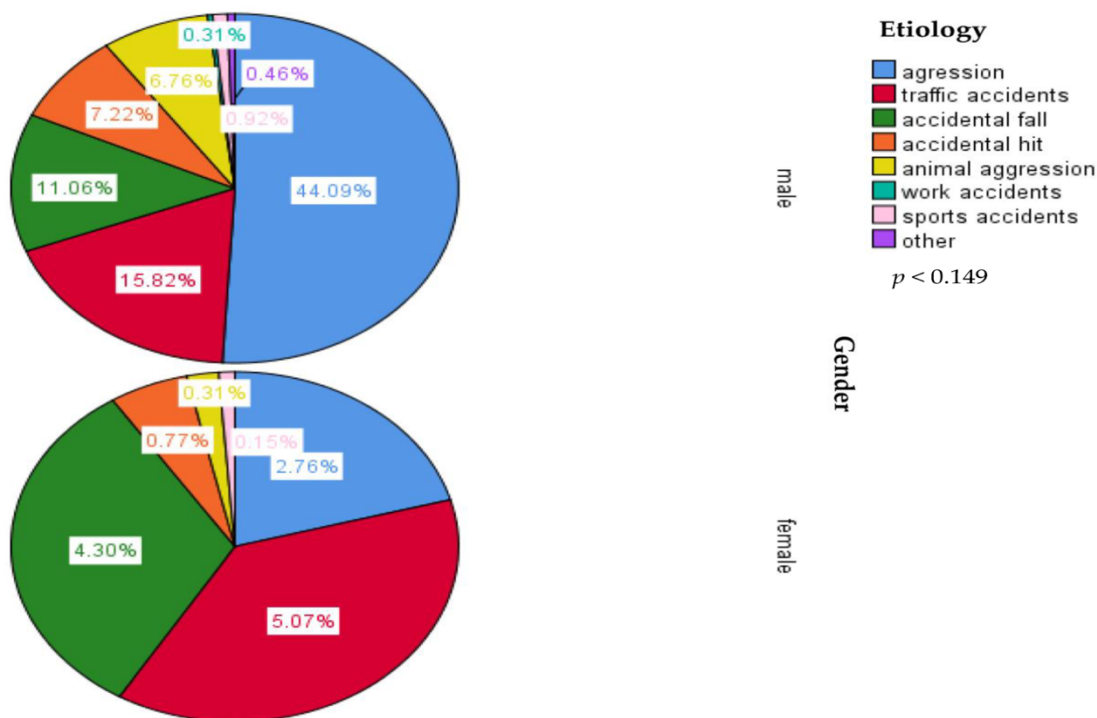 0.31%
0.46%
6.76%
7.22%
0.92%
11.06%
44.09%
15.82%
male
Etiology
agression
traffic accidents
accidental fall
accidental hit
animal aggression
work accidents
sports accidents
other
p < 0.149
Gender
0.31%
0.77%
0.15%
2.76%
4.30%
5.07%
female